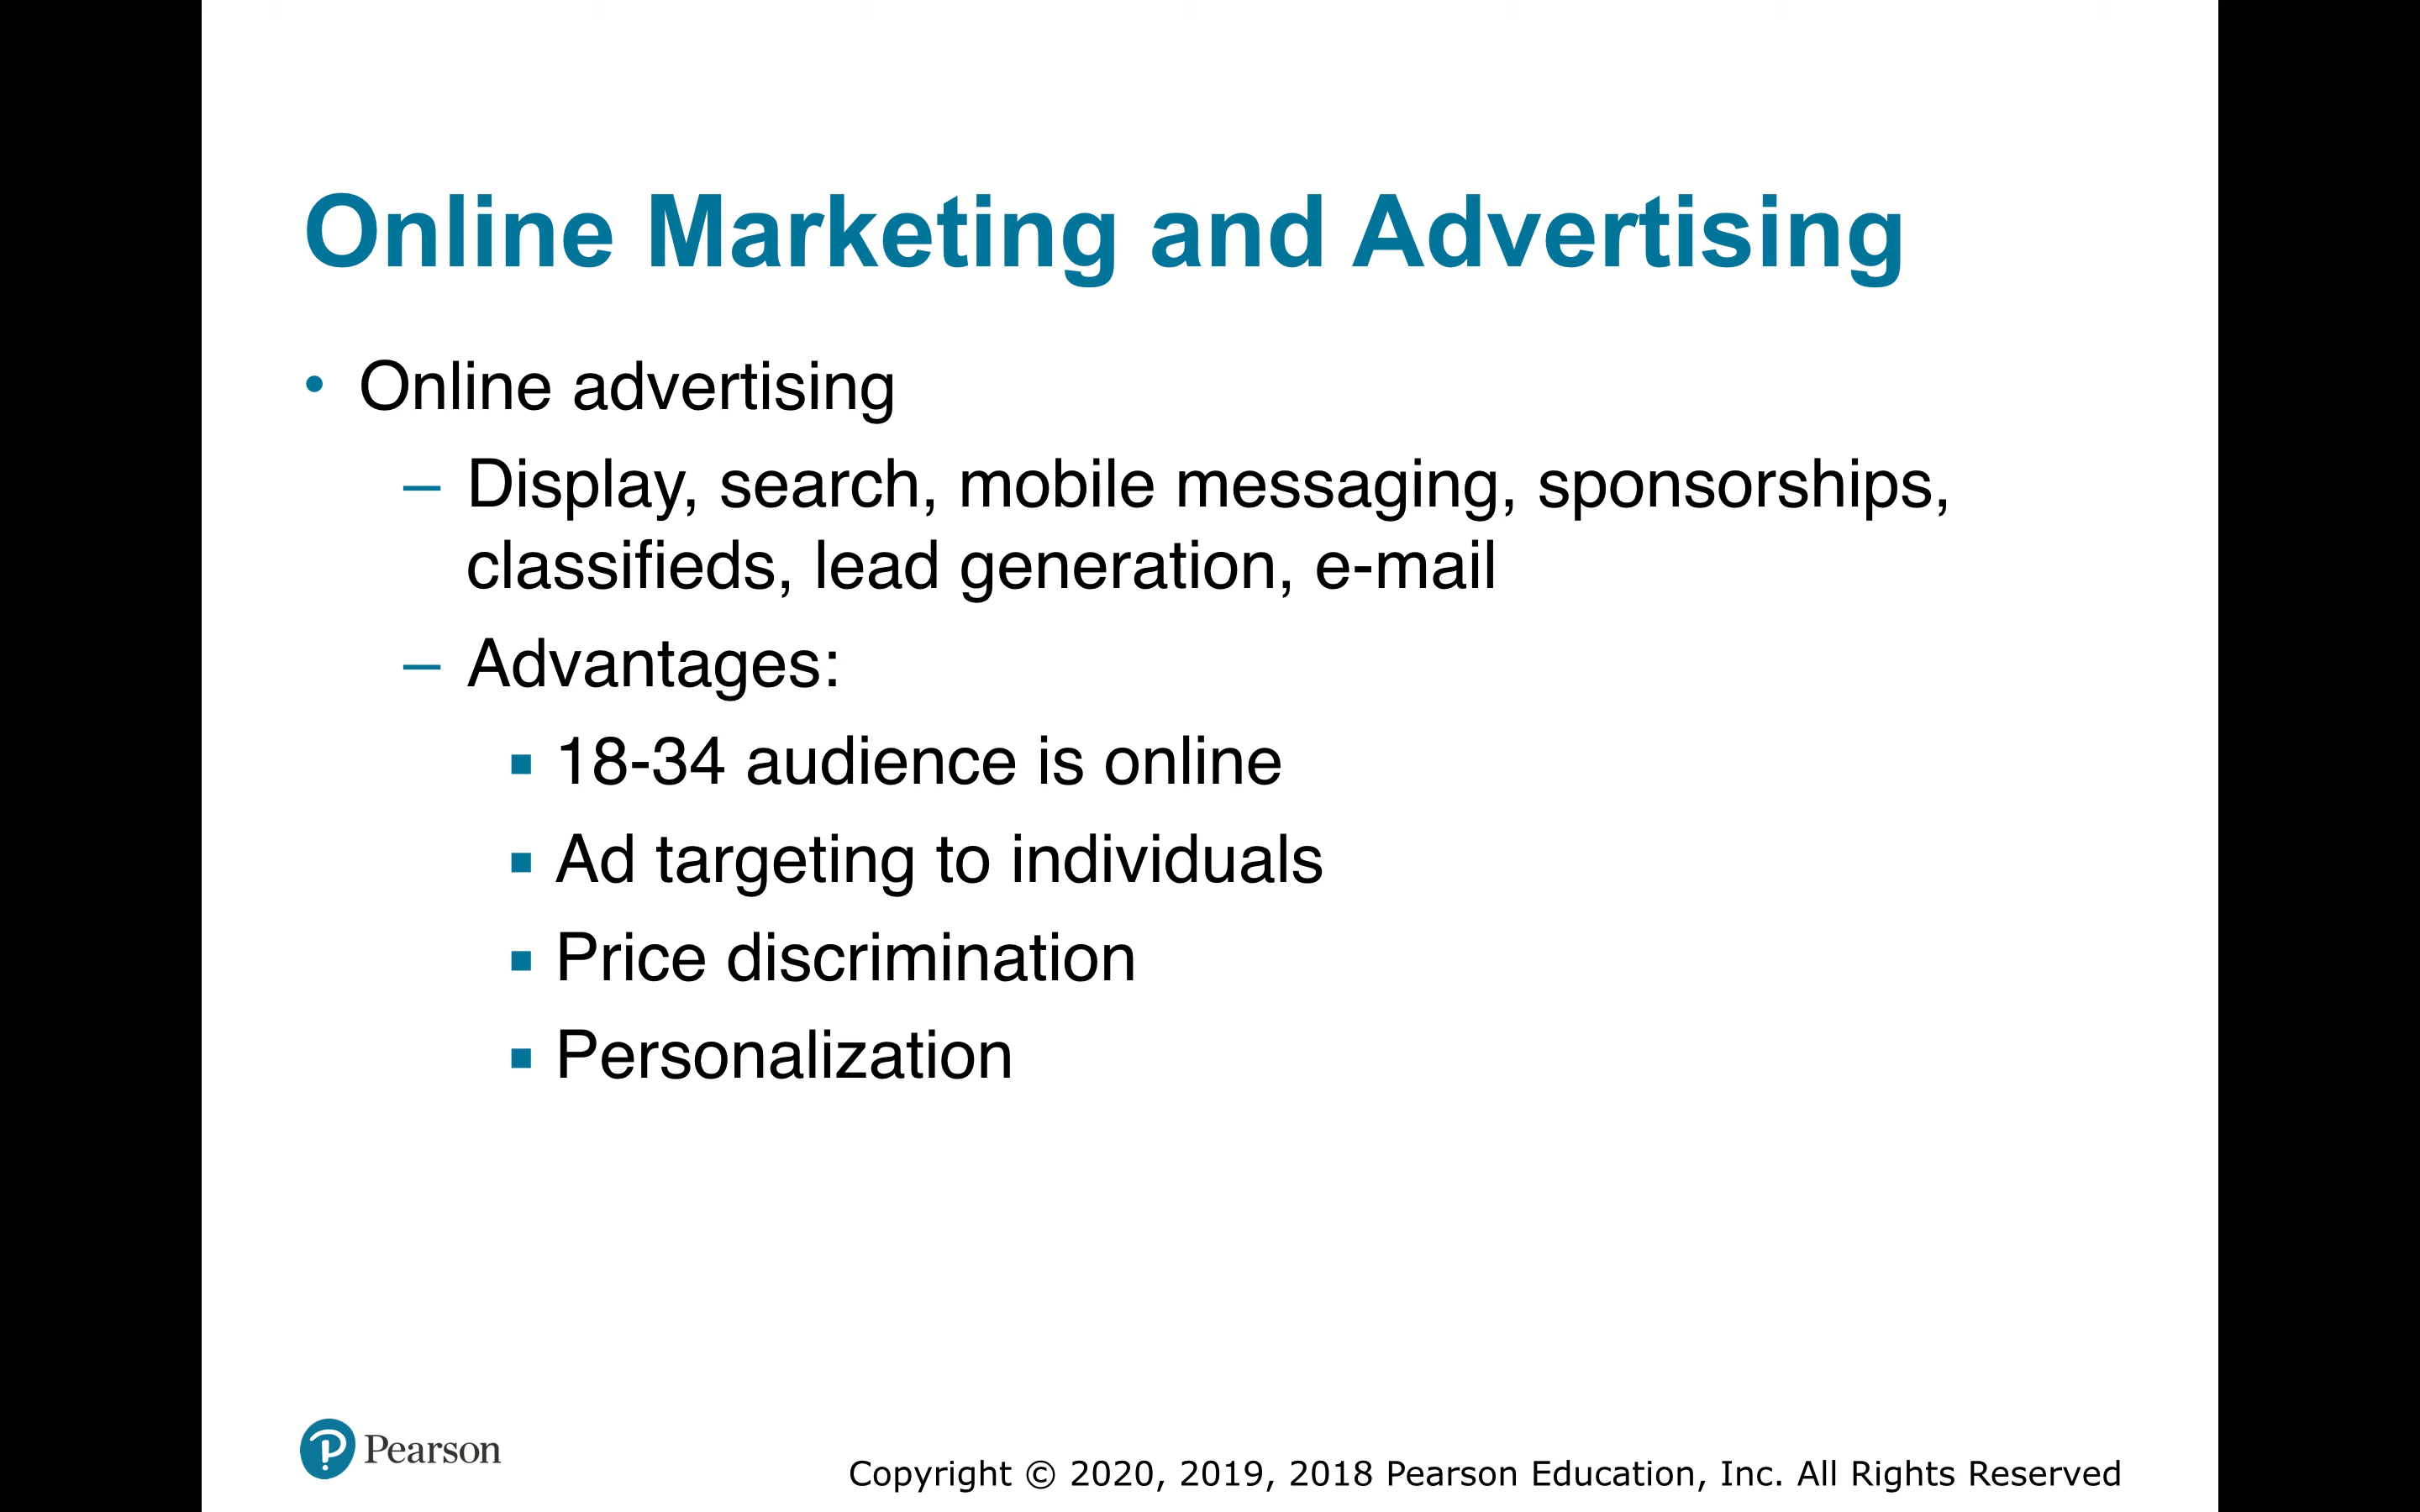 Online Marketing and Advertising
• Online advertising
– Display, search, mobile messaging, sponsorships,
classifieds, lead generation, e-mail
– Advantages:
▪ 18-34 audience is online
▪ Ad targeting to individuals
▪ Price discrimination
▪ Personalization
Pearson
Copyright © 2020, 2019, 2018 Pearson Education, Inc. All Rights Reserved